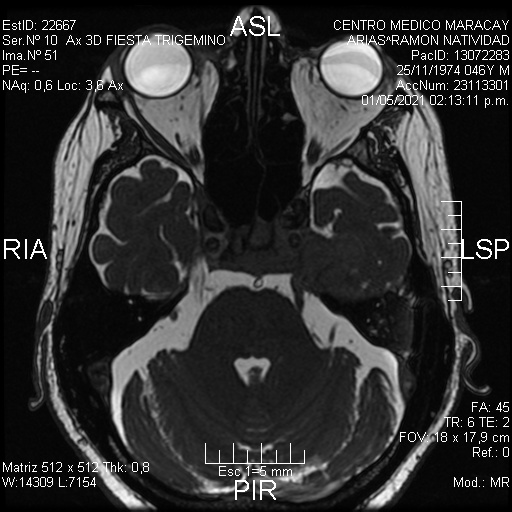 EstID: 22667
Ser.Nº 10 Ax 3D FIESTA TRIGEMINO
Ima.Nº 51
PE= --
NAq: 0,6 Loc: 3,6 Ax
ASL
CENTRO MEDICO MARACAY
ARIAS^RAMON NATIVIDAD
PacID: 13072283
25/11/1974 046Y M
AccNum: 23113301
01/05/2021 02:13:11 p.m.
RIA
LSP
FA: 45
TR: 6 TE: 2
FOV: 18 x 17,9 cm
Ref.: 0
Matriz 512 x 512 Thk: 0,8
W:14309 L:7154
Esc.1=5 mm
PIR
Mod.: MR